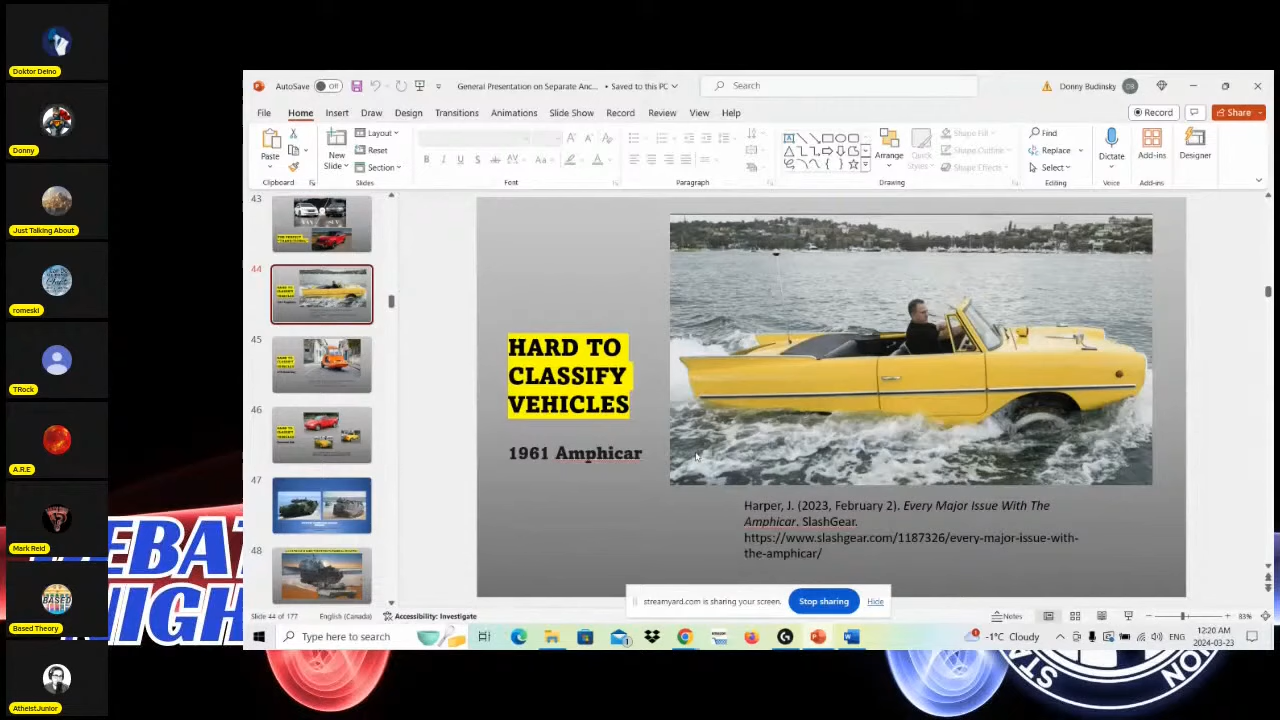 Doktor Deino
Donny
Just Talking About
romeski
TRock
A.R.E
Mark Reid
Based Theory
AtheistJunior
AutoSave
Off
General Presentation on Separate Anc... • Saved to this PC
Search
Donny Budinsky
DB
File
Home
Insert
Draw
Design
Transitions
Animations
Slide Show
Record
Review
View
Help
Record
Share
Paste
New
Slide
Layout
Reset
Section
Arrange
Quick
Styles
Shape Fill
Shape Outline
Shape Effects
Find
Replace
Select
Dictate
Add-ins
Designer
Clipboard
Slides
Font
Paragraph
Drawing
Editing
Voice
Add-ins
43
44
45
46
47
48
HARD TO
CLASSIFY
VEHICLES
1961 Amphicar
Harper, J. (2023, February 2). Every Major Issue With The
Amphicar. SlashGear.
https://www.slashgear.com/1187326/every-major-issue-with-
the-amphicar/
streamyard.com is sharing your screen.
Stop sharing
Hide
Slide 44 of 177
English (Canada)
Accessibility: Investigate
Notes
83%
Type here to search
-1°C Cloudy
ENG
12:20 AM
2024-03-23